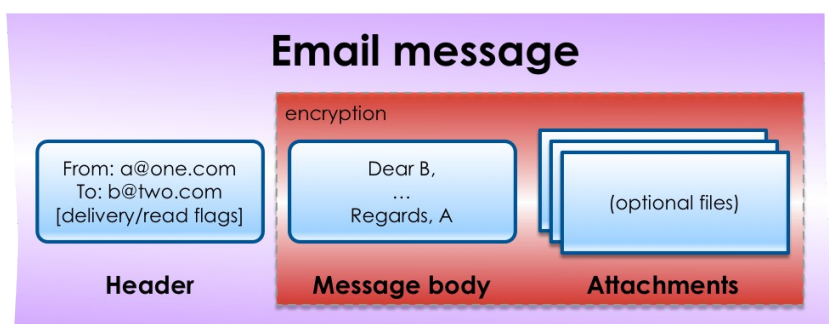 Email message
encryption
From: a@one.com
To: b@two.com
[delivery/read flags]
Dear B,
…
Regards, A
(optional files)
Header
Message body
Attachments